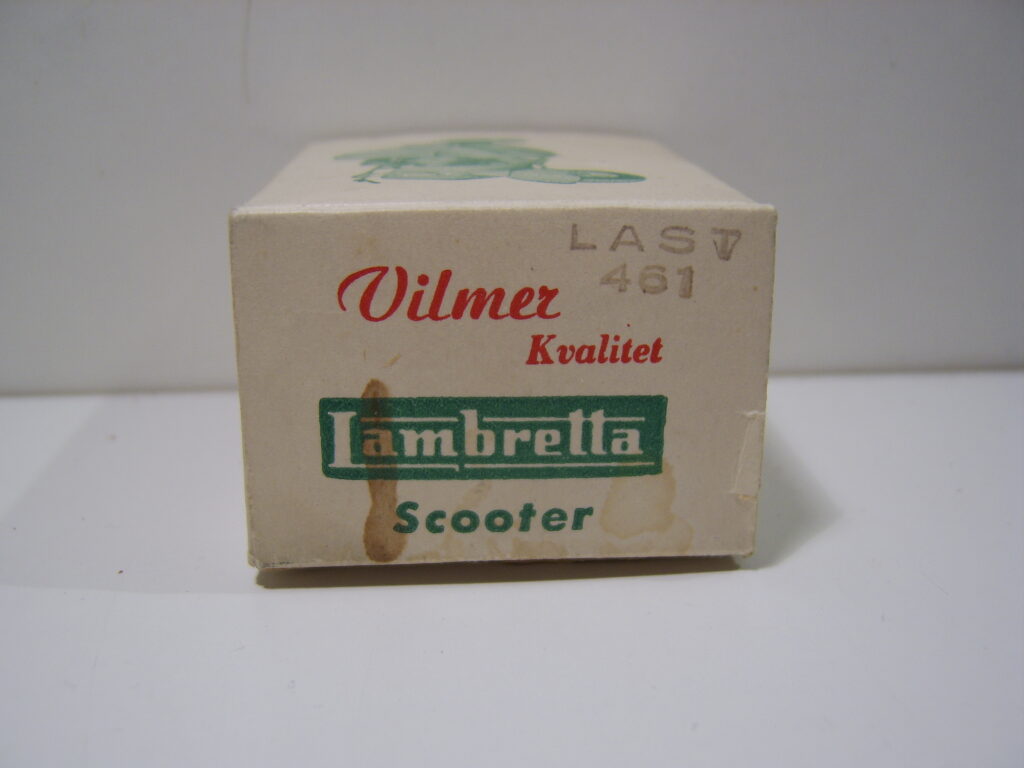 LAST
461
Vilmer
Kvalitet
Lambretta
Scooter